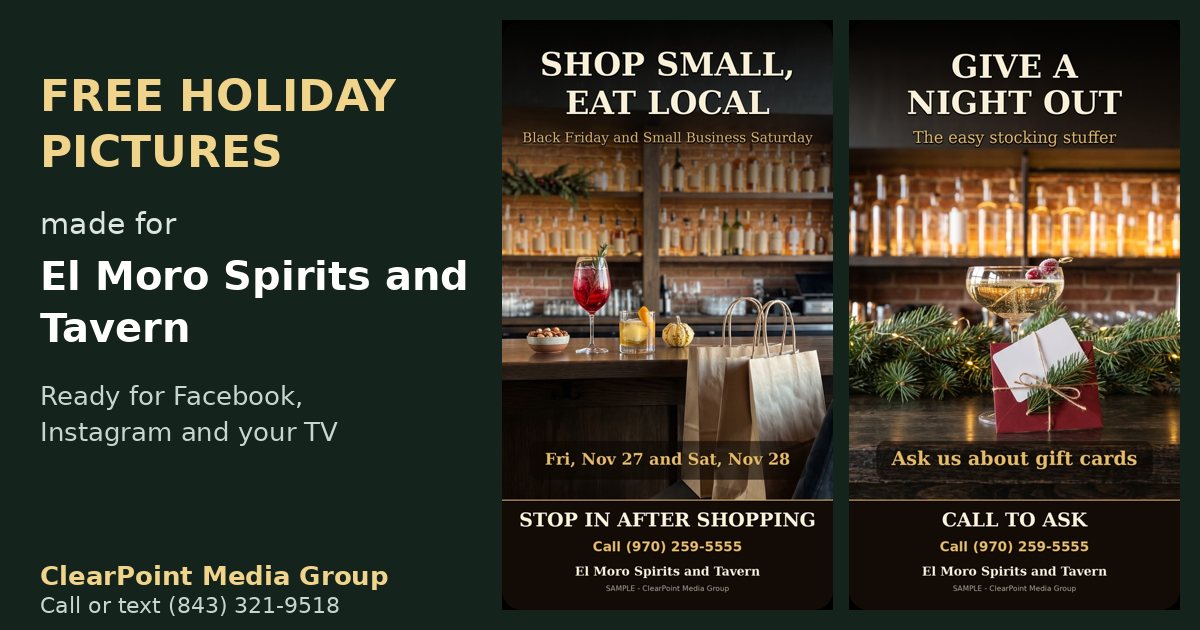 FREE HOLIDAY
PICTURES
made for
El Moro Spirits and
Tavern
Ready for Facebook,
Instagram and your TV
ClearPoint Media Group
Call or text (843) 321-9518
SHOP SMALL,
EAT LOCAL
Black Friday and Small Business Saturday
Fri, Nov 27 and Sat, Nov 28
STOP IN AFTER SHOPPING
Call (970) 259-5555
El Moro Spirits and Tavern
SAMPLE - ClearPoint Media Group
GIVE A
NIGHT OUT
The easy stocking stuffer
Ask us about gift cards
CALL TO ASK
Call (970) 259-5555
El Moro Spirits and Tavern
SAMPLE - ClearPoint Media Group